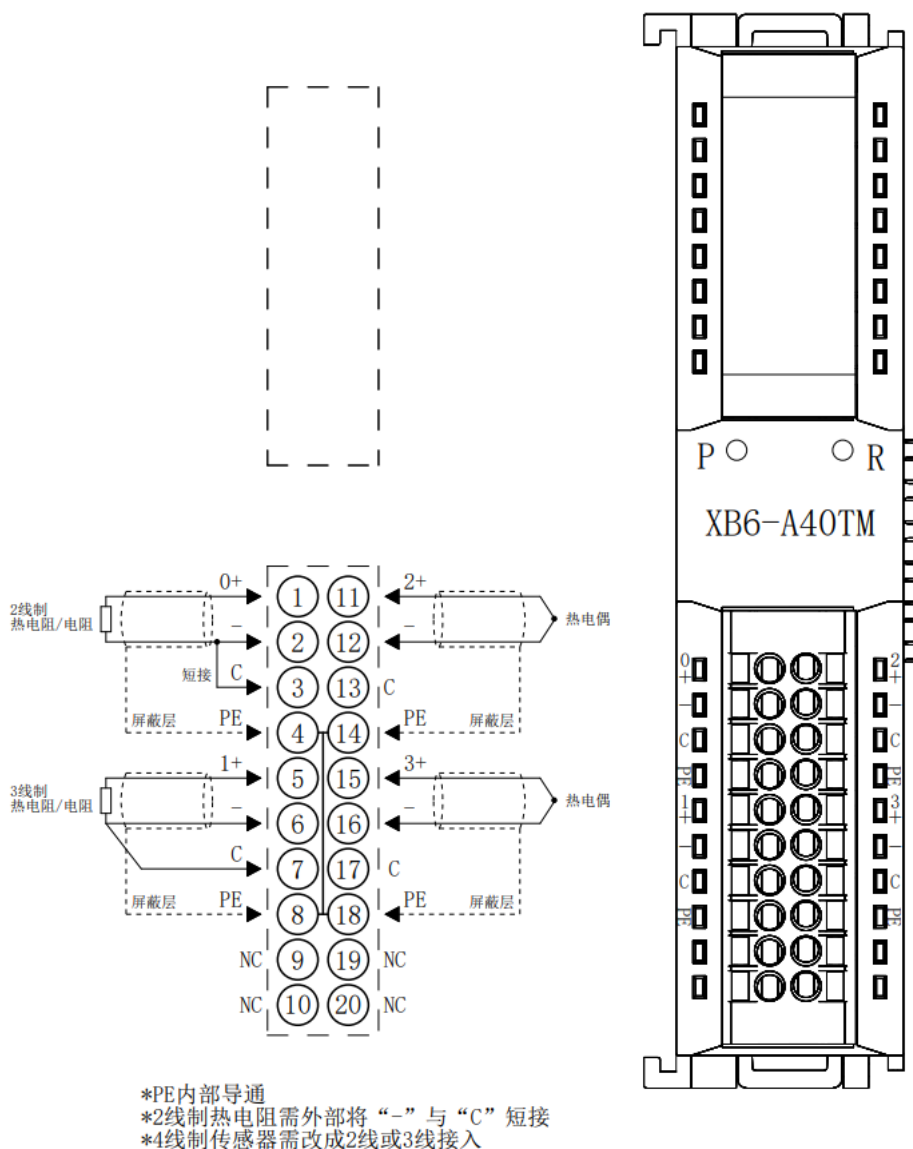 P R
XB6-A40TM
0+ 1 11 2+
2线制
热电阻/电阻
- 2 12 -
热电偶
短接 C 3 13 C
屏蔽层 PE 4 14 PE 屏蔽层
1+ 5 15 3+
3线制
热电阻/电阻
- 6 16 -
热电偶
C 7 17 C
屏蔽层 PE 8 18 PE 屏蔽层
NC 9 19 NC
NC 10 20 NC
0+ 2+
- -
C C
PE PE
1+ 3+
- -
C C
PE PE
*PE内部导通
*2线制热电阻需外部将“-”与“C”短接
*4线制传感器需改成2线或3线接入